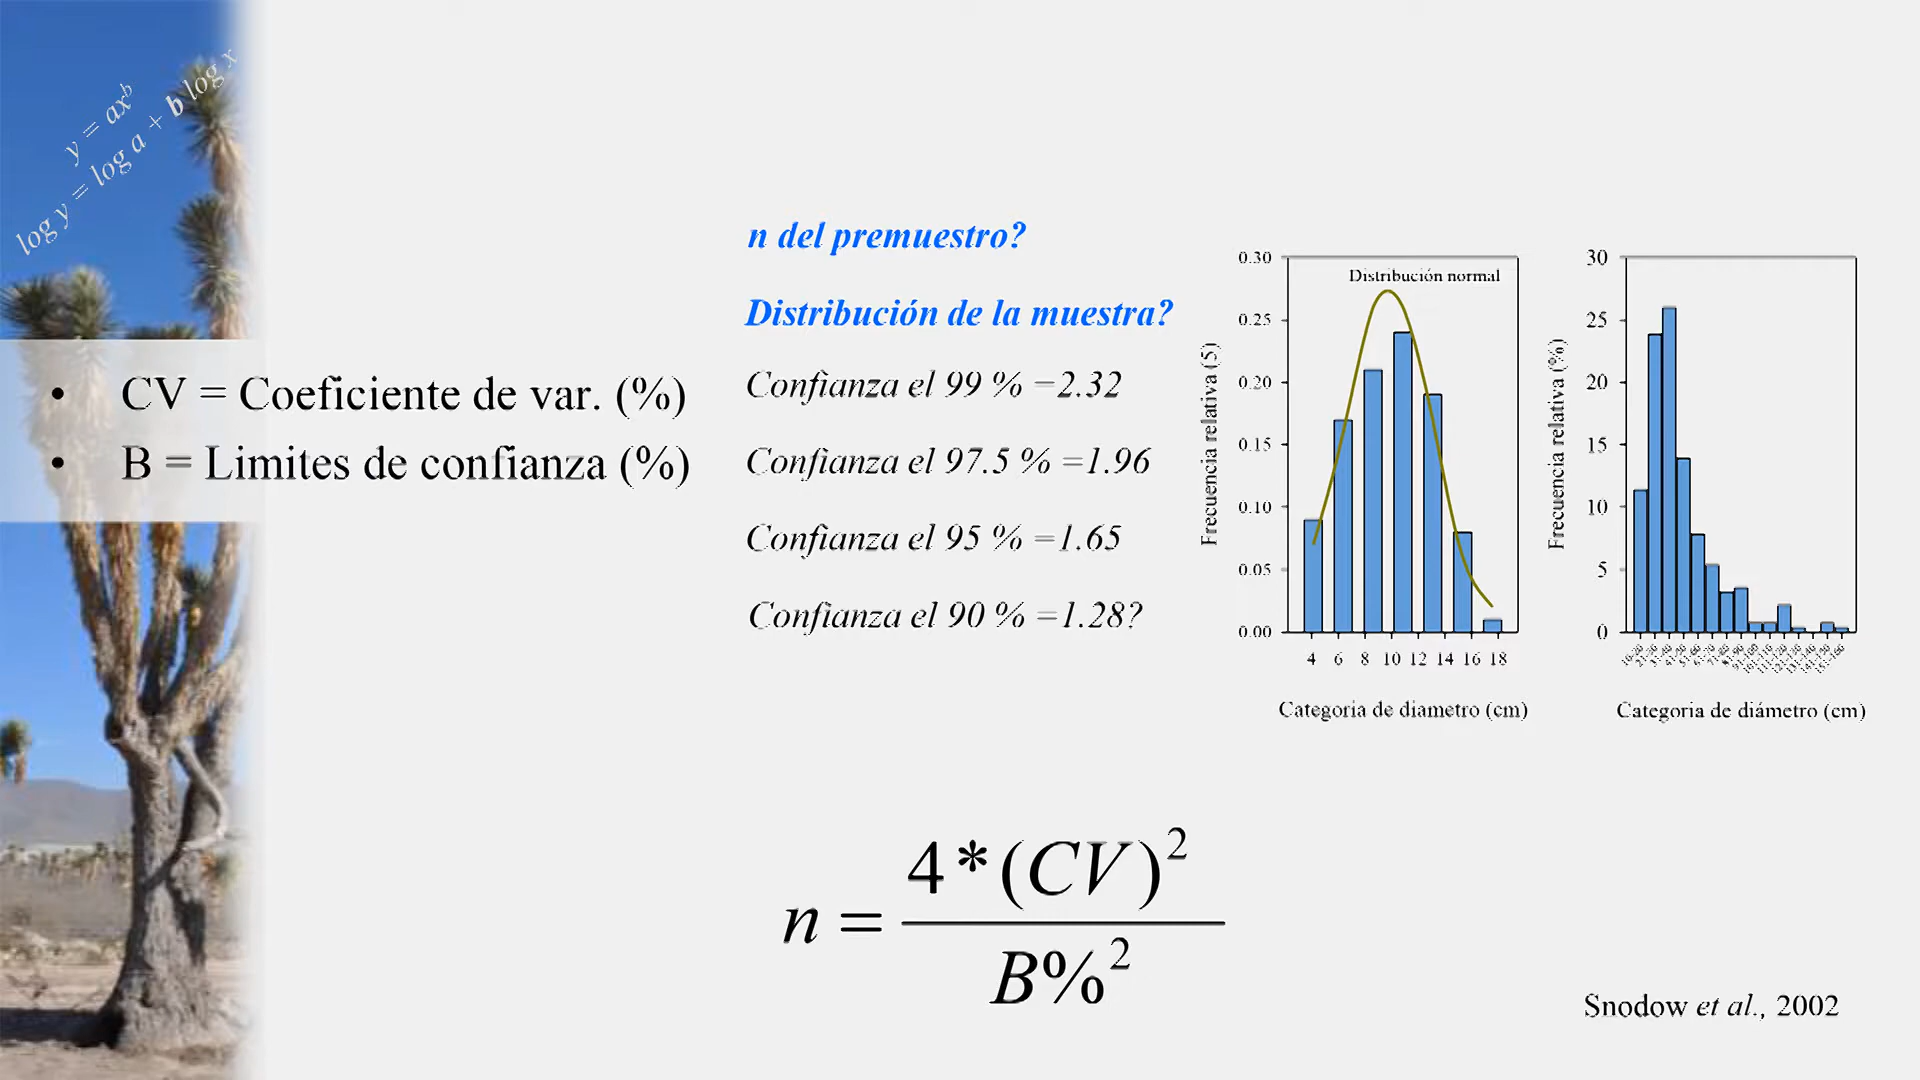 y = ax^b
log y = log a + b log x
• CV = Coeficiente de var. (%)
• B = Limites de confianza (%)
n del premuestro?
Distribución de la muestra?
Confianza el 99 % =2.32
Confianza el 97.5 % =1.96
Confianza el 95 % =1.65
Confianza el 90 % =1.28?
Distribución normal
Frecuencia relativa (5)
0.30
0.25
0.20
0.15
0.10
0.05
0.00
4 6 8 10 12 14 16 18
Categoria de diametro (cm)
Frecuencia relativa (%)
30
25
20
15
10
5
0
Categoria de diámetro (cm)
n = 4*(CV)² / B%²
Snodow et al., 2002